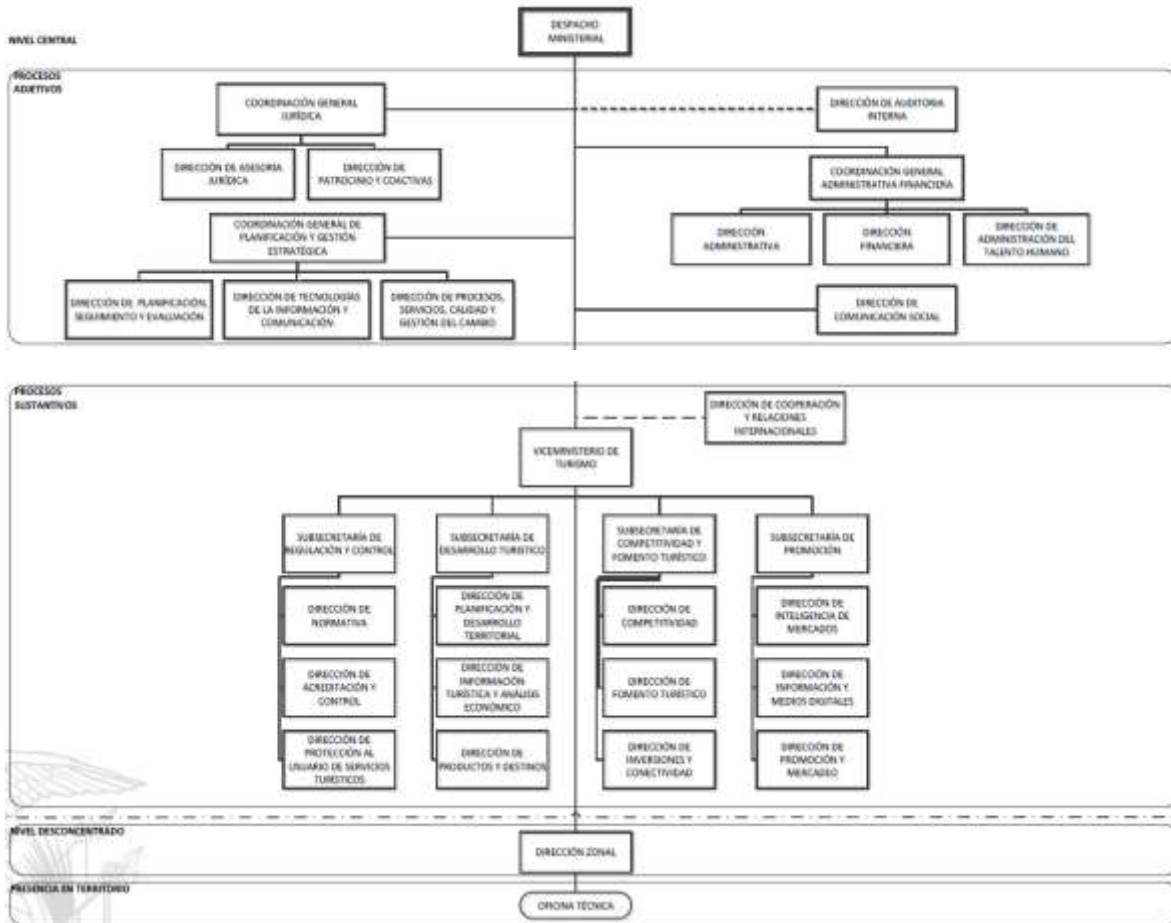 DESPACHO
MINISTERIAL
NIVEL CENTRAL
PROCESOS
ADJETIVOS
COORDINACIÓN GENERAL
JURÍDICA
DIRECCIÓN DE AUDITORIA
INTERNA
DIRECCIÓN DE ASESORIA
JURÍDICA
DIRECCIÓN DE
PATROCINIO Y COACTIVAS
COORDINACIÓN GENERAL
ADMINISTRATIVA FINANCIERA
COORDINACIÓN GENERAL DE
PLANIFICACIÓN Y GESTIÓN
ESTRATÉGICA
DIRECCIÓN
ADMINISTRATIVA
DIRECCIÓN
FINANCIERA
DIRECCIÓN DE
ADMINISTRACIÓN DEL
TALENTO HUMANO
DIRECCIÓN DE PLANIFICACIÓN,
SEGUIMIENTO Y EVALUACIÓN
DIRECCIÓN DE TECNOLOGÍAS
DE LA INFORMACIÓN Y
COMUNICACIÓN
DIRECCIÓN DE PROCESOS,
SERVICIOS, CALIDAD Y
GESTIÓN DEL CAMBIO
DIRECCIÓN DE
COMUNICACIÓN SOCIAL
PROCESOS
SUSTANTIVOS
DIRECCIÓN DE COOPERACIÓN
Y RELACIONES
INTERNACIONALES
VICEMINISTERIO DE
TURISMO
SUBSECRETARÍA DE
REGULACIÓN Y CONTROL
SUBSECRETARÍA DE
DESARROLLO TURISTICO
SUBSECRETARÍA DE
COMPETITIVIDAD Y
FOMENTO TURÍSTICO
SUBSECRETARÍA DE
PROMOCIÓN
DIRECCIÓN DE
NORMATIVA
DIRECCIÓN DE
PLANIFICACIÓN Y
DESARROLLO
TERRITORIAL
DIRECCIÓN DE
COMPETITIVIDAD
DIRECCIÓN DE
INTELIGENCIA DE
MERCADOS
DIRECCIÓN DE
ACREDITACIÓN Y
CONTROL
DIRECCIÓN DE
INFORMACIÓN
TURÍSTICA Y ANÁLISIS
ECONÓMICO
DIRECCIÓN DE
FOMENTO TURÍSTICO
DIRECCIÓN DE
INFORMACIÓN Y
MEDIOS DIGITALES
DIRECCIÓN DE
PROTECCIÓN AL
USUARIO DE SERVICIOS
TURÍSTICOS
DIRECCIÓN DE
PRODUCTOS Y DESTINOS
DIRECCIÓN DE
INVERSIONES Y
CONECTIVIDAD
DIRECCIÓN DE
PROMOCIÓN Y
MERCADEO
NIVEL DESCONCENTRADO
DIRECCIÓN ZONAL
PRESENCIA EN TERRITORIO
OFICINA TÉCNICA